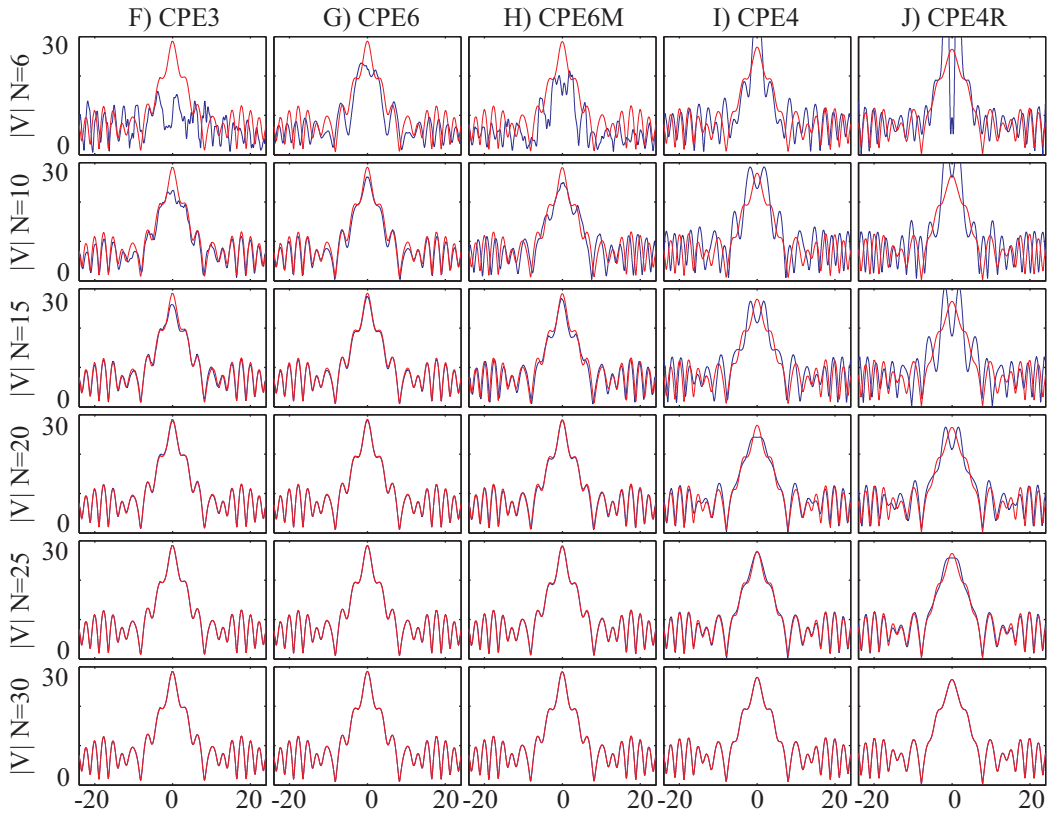 F) CPE3 G) CPE6 H) CPE6M I) CPE4 J) CPE4R
|V| N=6
30
0
|V| N=10
30
0
|V| N=15
30
0
|V| N=20
30
0
|V| N=25
30
0
|V| N=30
30
0
-20 0 20 -20 0 20 -20 0 20 -20 0 20 -20 0 20